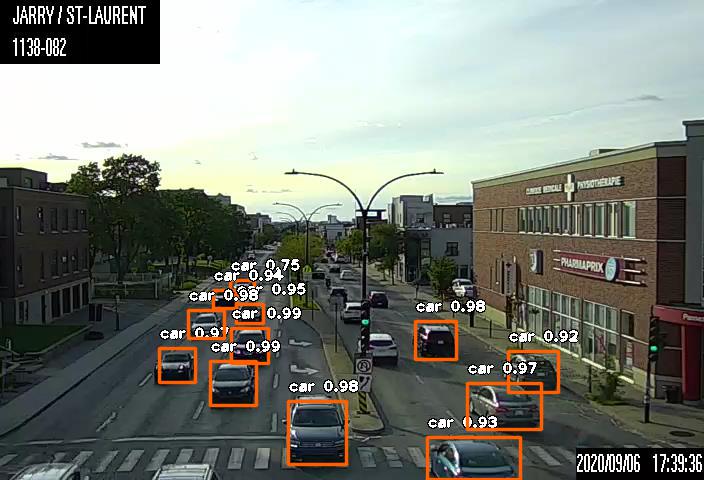 JARRY / ST-LAURENT
1138-082
CLINIQUE MEDICALE PHYSIOTHÉRAPIE
PHARMAPRIX
car 0.75
car 0.94
car 0.95
car 0.98
car 0.99
car 0.97
car 0.99
car 0.98
car 0.98
car 0.92
car 0.97
car 0.93
2020/09/06 17:39:36